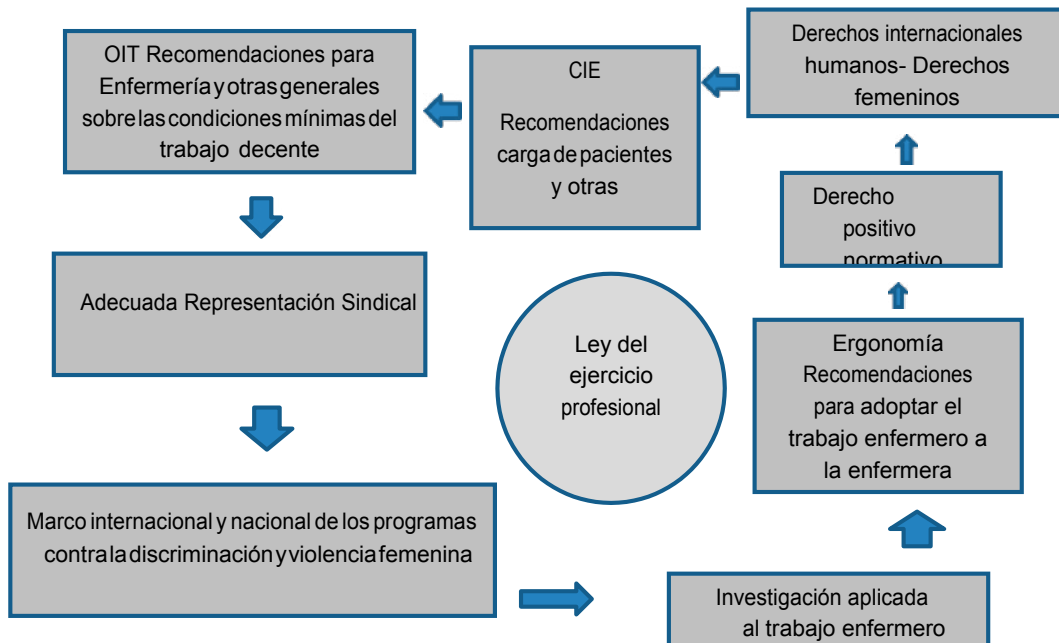 OIT Recomendaciones para
Enfermería y otras generales
sobre las condiciones mínimas del
trabajo decente
CIE
Recomendaciones
carga de pacientes
y otras
Derechos internacionales
humanos- Derechos
femeninos
Derecho
positivo
normativo
Adecuada Representación Sindical
Ley del
ejercicio
profesional
Ergonomía
Recomendaciones
para adoptar el
trabajo enfermero a
la enfermera
Marco internacional y nacional de los programas
contra la discriminación y violencia femenina
Investigación aplicada
al trabajo enfermero